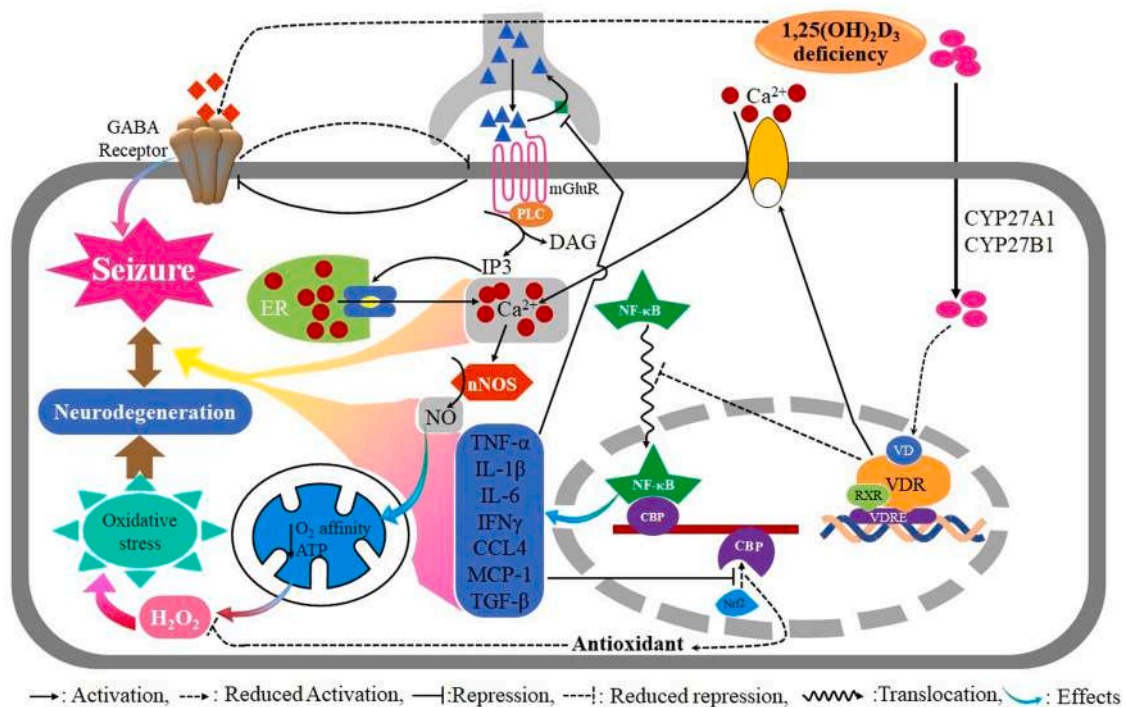 1,25(OH)₂D₃
deficiency
Ca²⁺
GABA
Receptor
mGluR
PLC
DAG
IP3
CYP27A1
CYP27B1
Seizure
ER
Ca²⁺
NF-κB
nNOS
NO
Neurodegeneration
TNF-α
IL-1β
IL-6
IFNγ
CCL4
MCP-1
TGF-β
VD
VDR
RXR
VDRE
NF-κB
CBP
CBP
Nrf2
Oxidative
stress
O₂ affinity
ATP
H₂O₂
Antioxidant
: Activation, : Reduced Activation, :Repression, : Reduced repression, :Translocation, : Effects